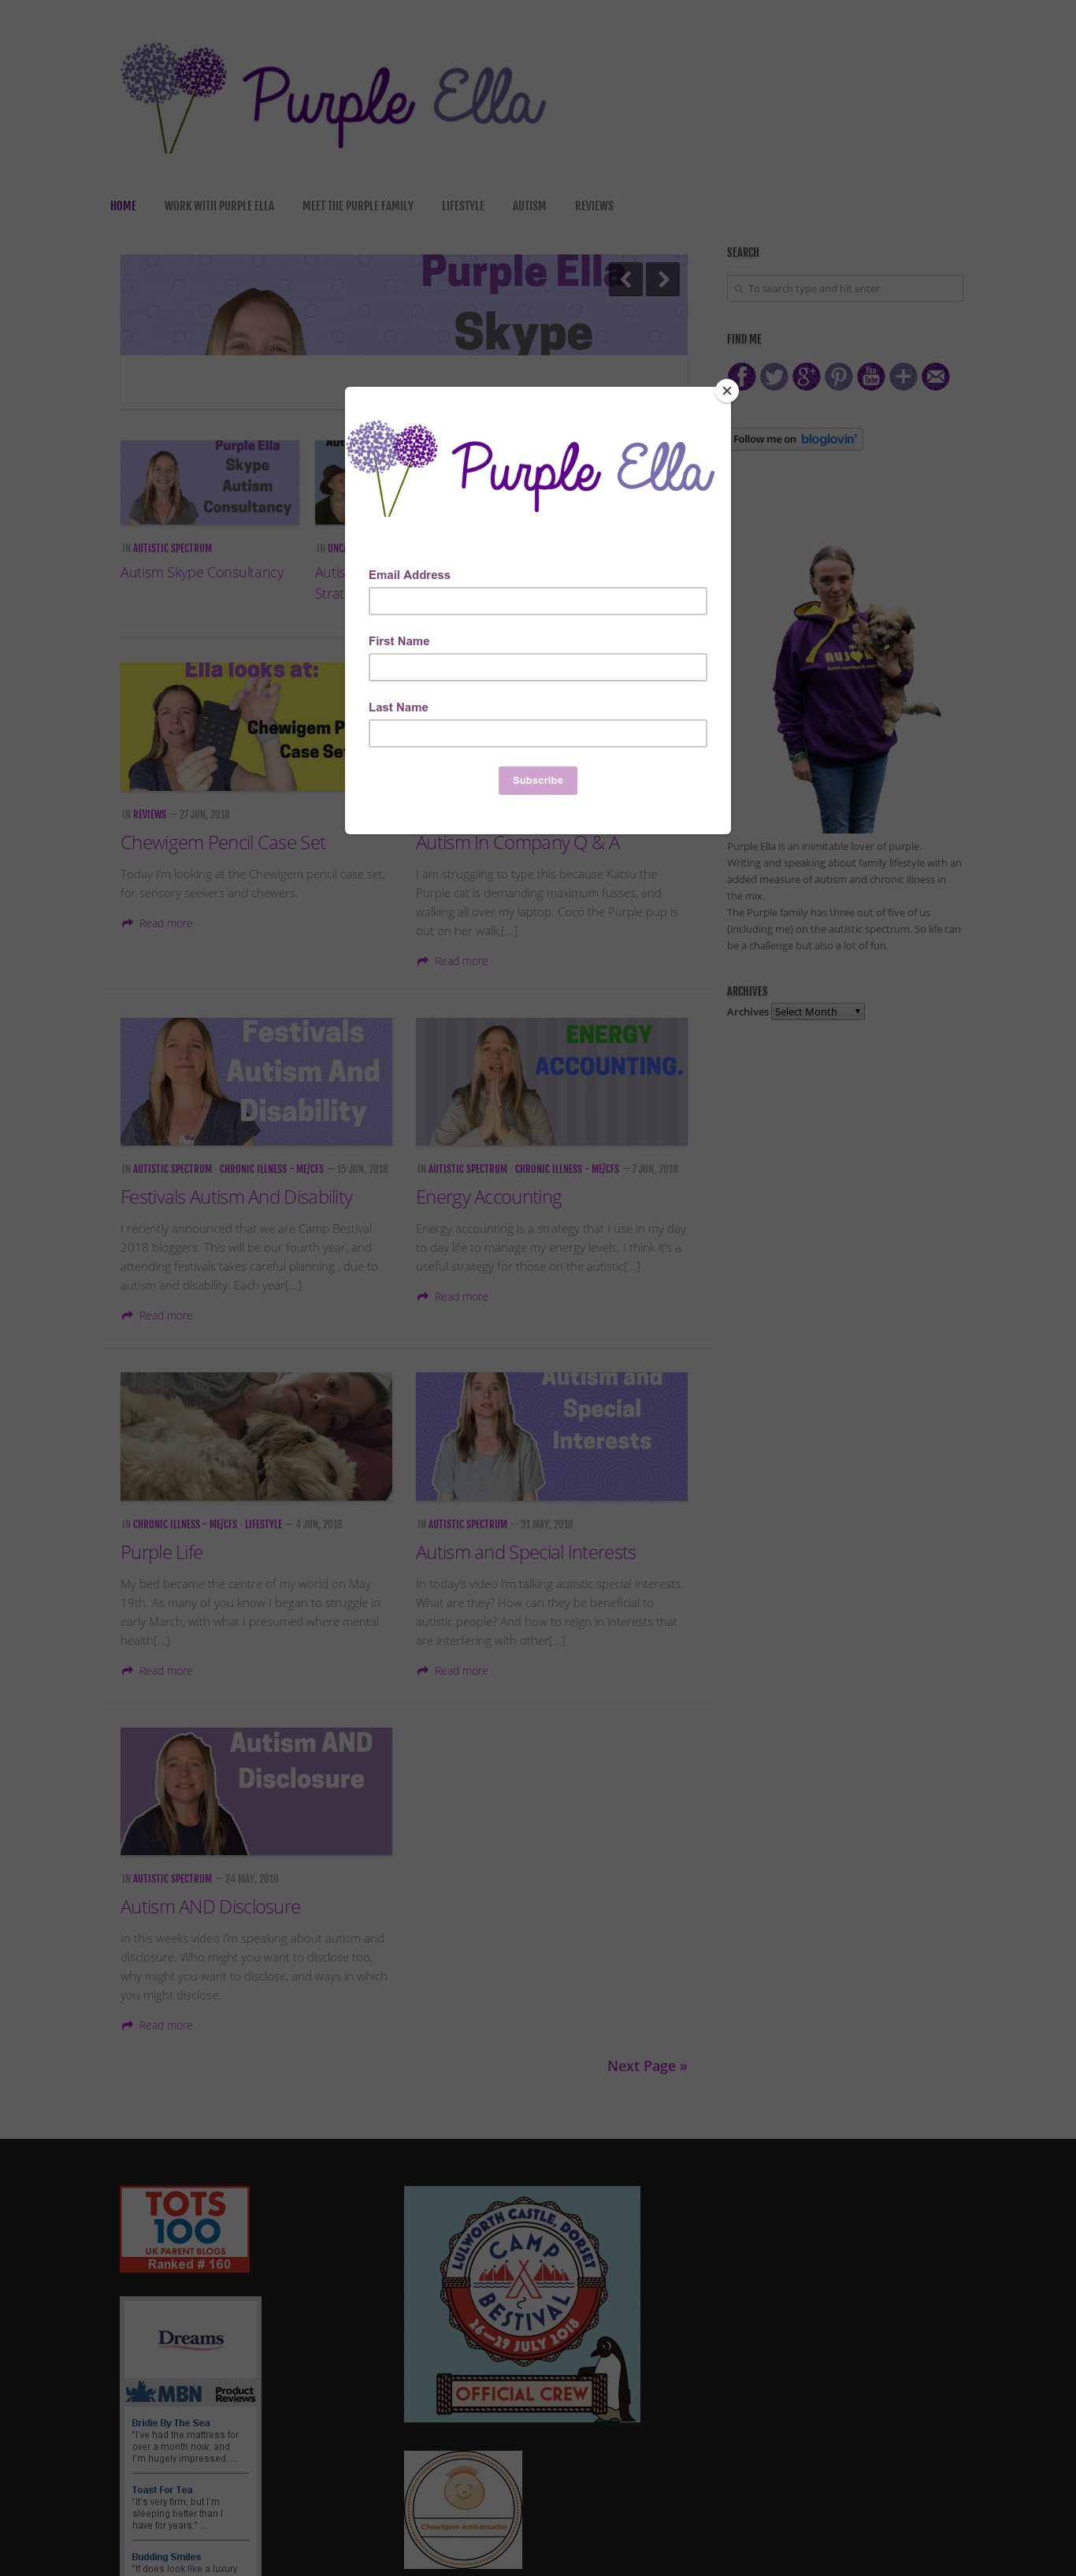 Purple Ella
HOME
WORK WITH PURPLE ELLA
MEET THE PURPLE FAMILY
LIFESTYLE
AUTISM
REVIEWS
Purple Ella
Skype
SEARCH
To search type and hit enter
FIND ME
You
Tube
Follow me on bloglovin'
Purple Ella
Skype
Autism
Consultancy
IN AUTISTIC SPECTRUM
Autism Skype Consultancy
IN
Purple Ella
Email Address
First Name
Last Name
Subscribe
Ella looks at:
Chewigem
Case
IN REVIEWS — 27 JUN, 2018
Chewigem Pencil Case Set
Today I'm looking at the Chewigem pencil case set,
for sensory seekers and chewers.
Read more
Autism In Company Q & A
I am struggling to type this because Katsu the
Purple cat is demanding maximum fusses, and
walking all over my laptop. Coco the Purple pup is
out on her walk,[...]
Read more
Purple Ella is an inimitable lover of purple.
Writing and speaking about family lifestyle with an
added measure of autism and chronic illness in
the mix.
The Purple family has three out of five of us
(including me) on the autistic spectrum. So life can
be a challenge but also a lot of fun.
ARCHIVES
Archives Select Month
Festivals
Autism And
Disability
IN AUTISTIC SPECTRUM · CHRONIC ILLNESS - ME/CFS — 15 JUN, 2018
Festivals Autism And Disability
I recently announced that we are Camp Bestival
2018 bloggers. This will be our fourth year, and
attending festivals takes careful planning , due to
autism and disability. Each year[...]
Read more
ENERGY
ACCOUNTING.
IN AUTISTIC SPECTRUM · CHRONIC ILLNESS - ME/CFS — 7 JUN, 2018
Energy Accounting
Energy accounting is a strategy that I use in my day
to day life to manage my energy levels. I think it's a
useful strategy for those on the autistic[...]
Read more
IN CHRONIC ILLNESS - ME/CFS · LIFESTYLE — 4 JUN, 2018
Purple Life
My bed became the centre of my world on May
19th. As many of you know I began to struggle in
early March, with what I presumed where mental
health[...]
Read more
Autism and
Special
Interests
IN AUTISTIC SPECTRUM — 31 MAY, 2018
Autism and Special Interests
In today's video I'm talking autistic special interests.
What are they? How can they be beneficial to
autistic people? And how to reign in interests that
are interfering with other[...]
Read more
Autism AND
Disclosure
IN AUTISTIC SPECTRUM — 24 MAY, 2018
Autism AND Disclosure
In this weeks video I'm speaking about autism and
disclosure. Who might you want to disclose too,
why might you want to disclose, and ways in which
you might disclose.
Read more
Next Page »
TOTS
100
UK PARENT BLOGS
Ranked # 160
Dreams
MBN Product
Reviews
Bridie By The Sea
"I've had the mattress for
over a month now, and
I'm hugely impressed. ...
Toast For Tea
"It's very firm, but I'm
sleeping better than I
have for years." ...
Budding Smiles
"It does look like a luxury
LULWORTH CASTLE, DORSET
CAMP
BESTIVAL
26-29 JULY 2018
OFFICIAL CREW
Chewigem Ambassador